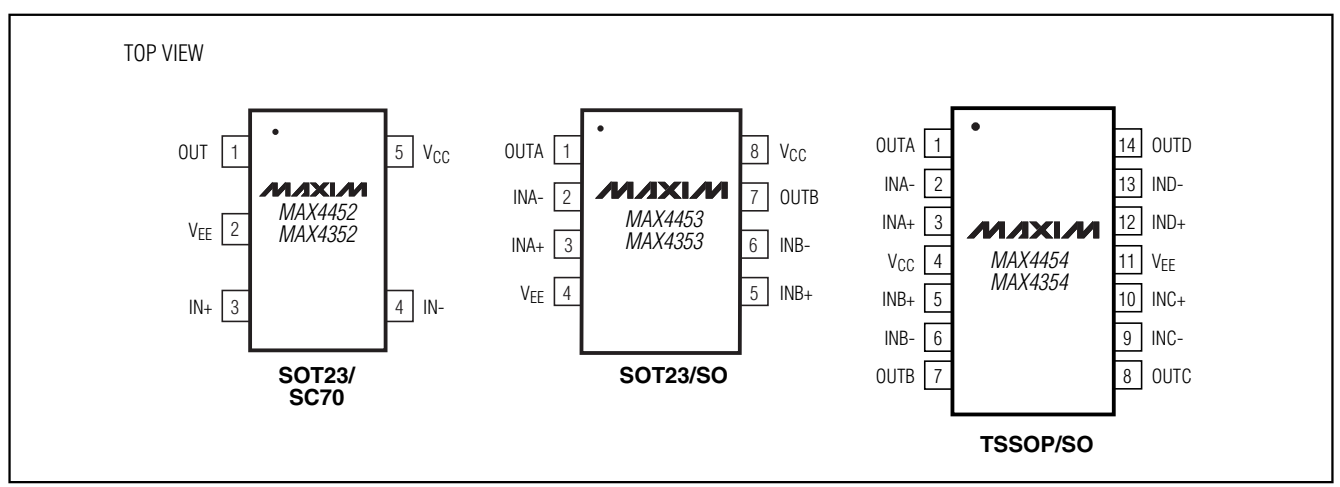 TOP VIEW
OUT 1
5 VCC
VEE 2
IN+ 3
4 IN-
MAXIM
MAX4452
MAX4352
SOT23/
SC70
OUTA 1
INA- 2
INA+ 3
VEE 4
8 VCC
7 OUTB
6 INB-
5 INB+
MAXIM
MAX4453
MAX4353
SOT23/SO
OUTA 1
INA- 2
INA+ 3
VCC 4
INB+ 5
INB- 6
OUTB 7
14 OUTD
13 IND-
12 IND+
11 VEE
10 INC+
9 INC-
8 OUTC
MAXIM
MAX4454
MAX4354
TSSOP/SO